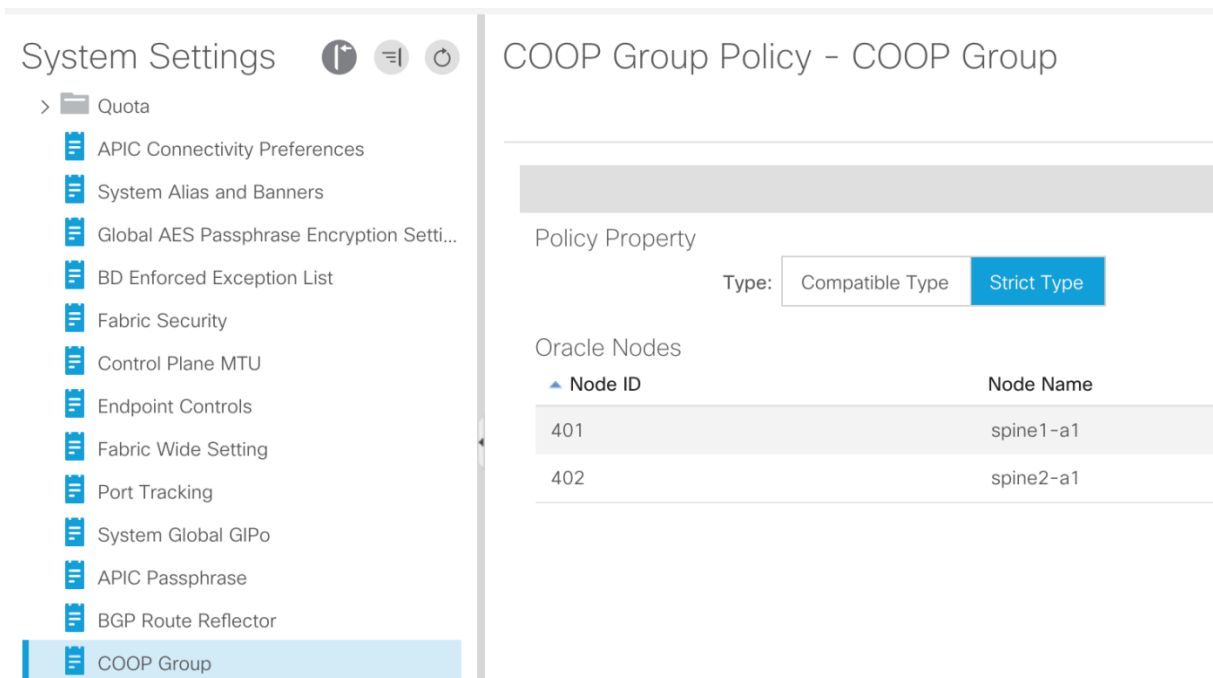 System Settings
Quota
APIC Connectivity Preferences
System Alias and Banners
Global AES Passphrase Encryption Setti...
BD Enforced Exception List
Fabric Security
Control Plane MTU
Endpoint Controls
Fabric Wide Setting
Port Tracking
System Global GIPo
APIC Passphrase
BGP Route Reflector
COOP Group
COOP Group Policy - COOP Group
Policy Property
Type: Compatible Type Strict Type
Oracle Nodes
Node ID Node Name
401 spine1-a1
402 spine2-a1